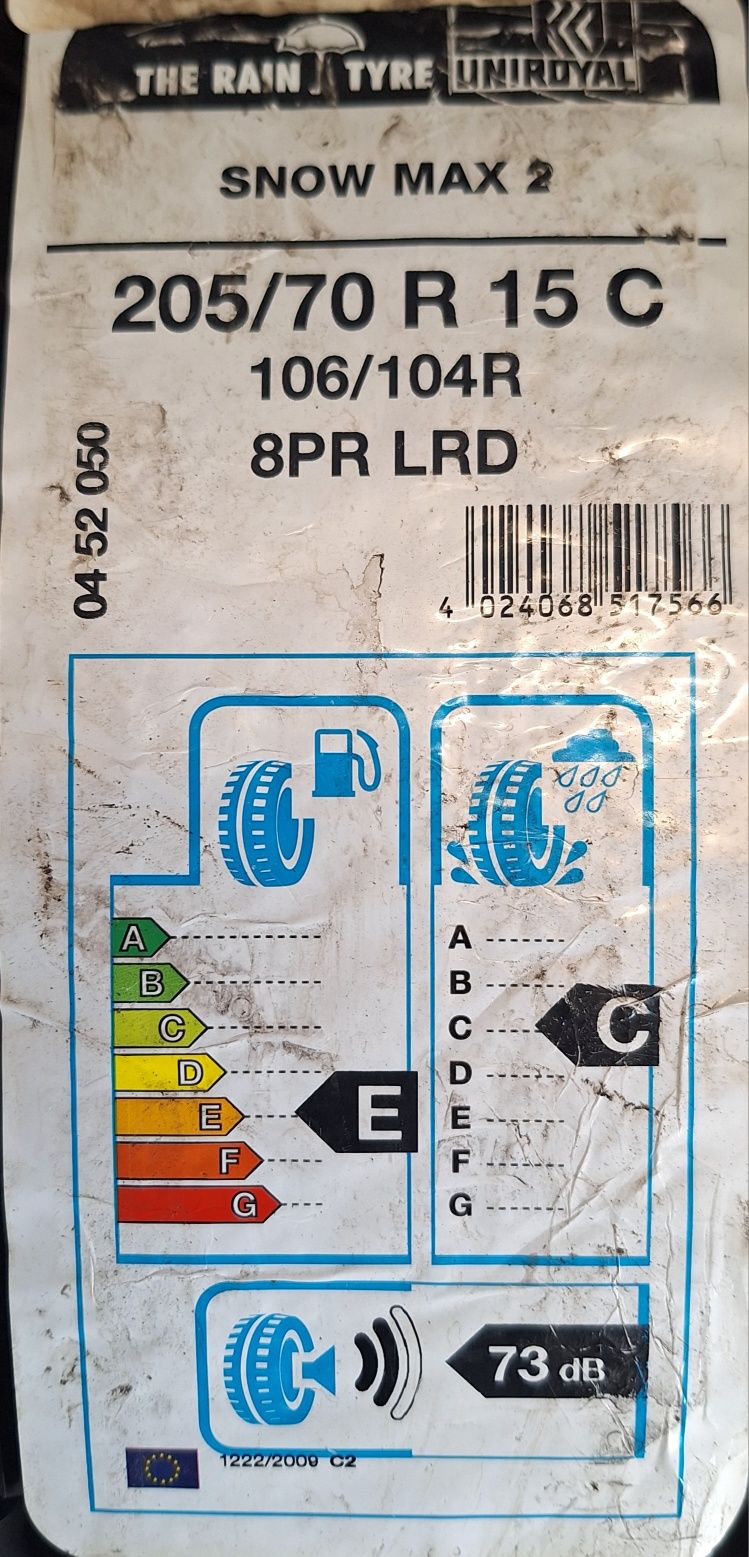 THE RAIN TYRE UNIROYAL
SNOW MAX 2
205/70 R 15 C
106/104R
8PR LRD
04 52 050
4 024068 517566
A
B
C
D
E
F
G
E
A
B
C
D
E
F
G
C
73 dB
1222/2009 C2